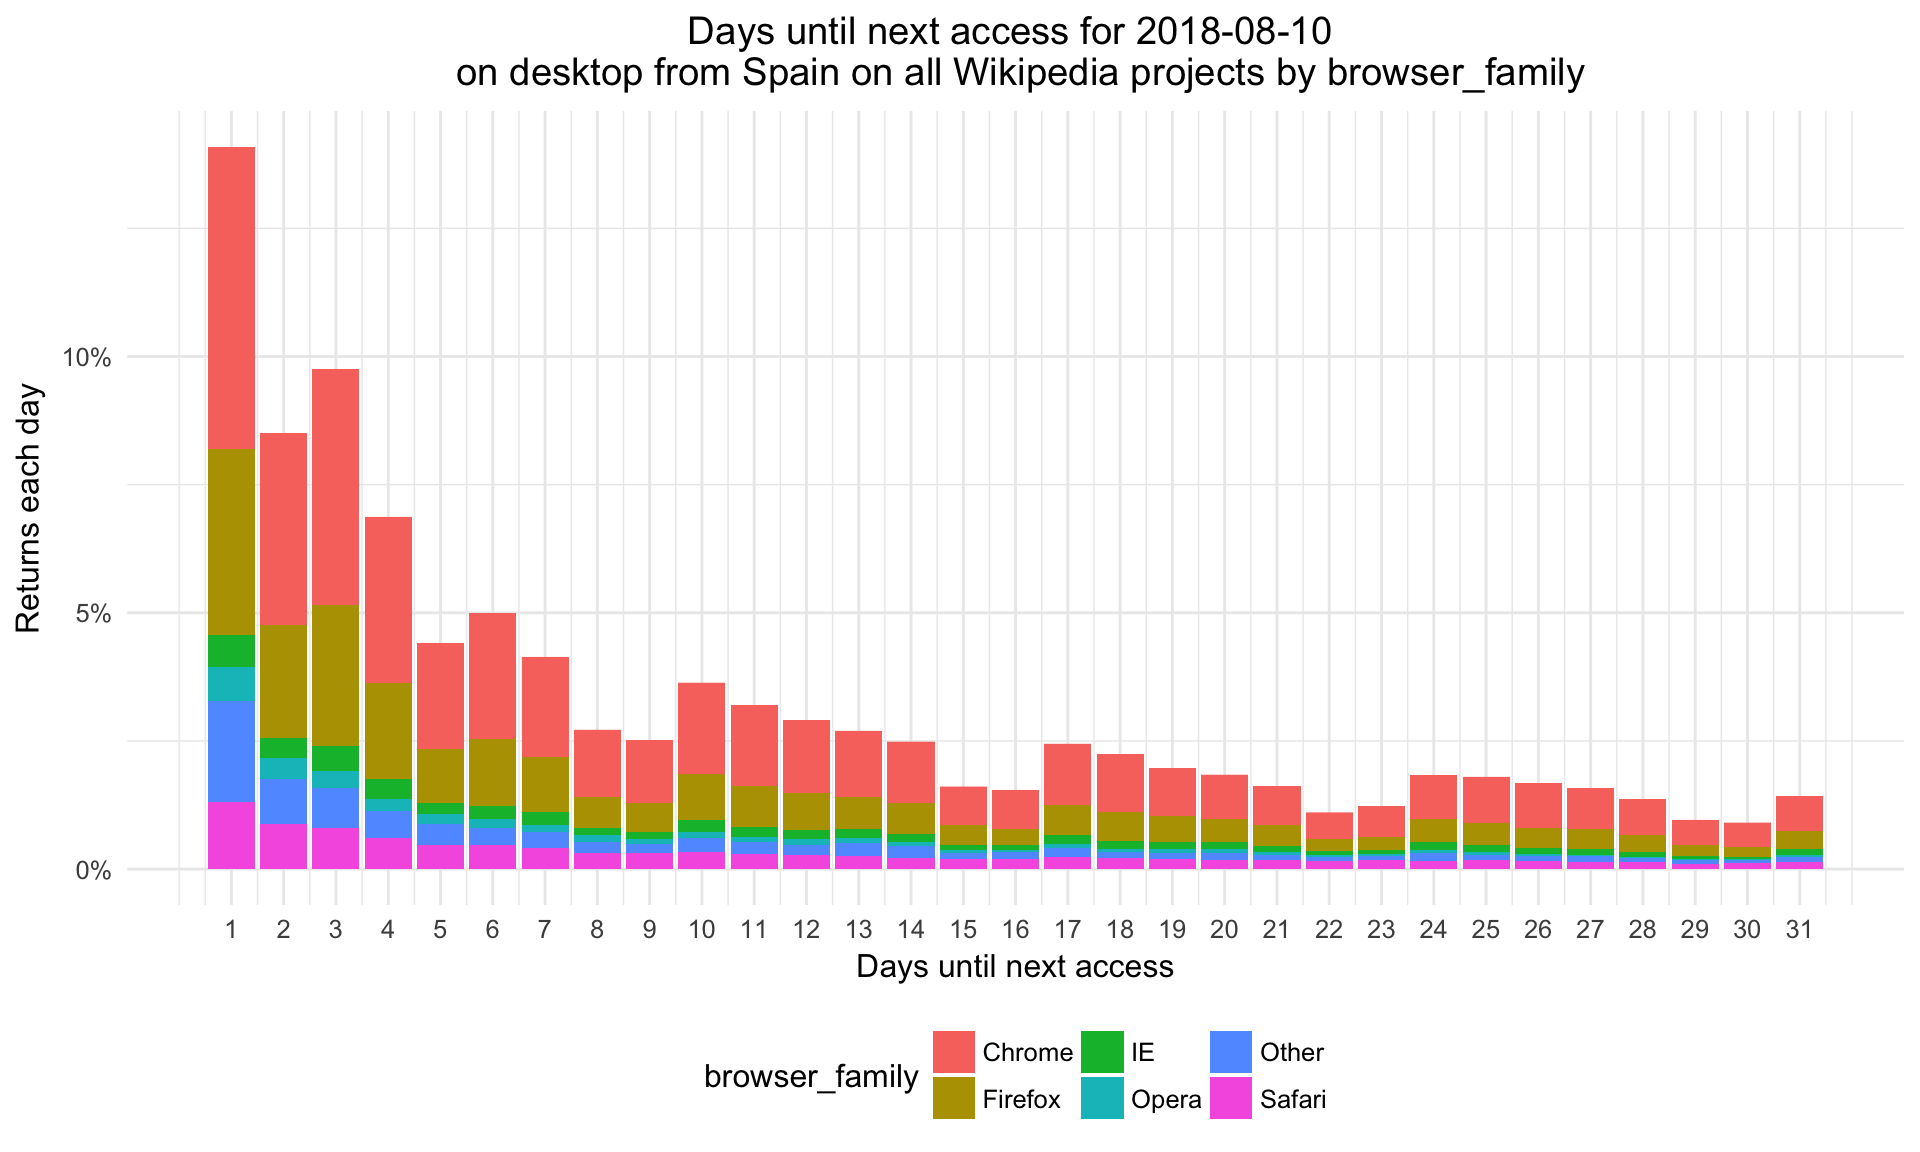 Days until next access for 2018-08-10
on desktop from Spain on all Wikipedia projects by browser_family
Returns each day
10%
5%
0%
1 2 3 4 5 6 7 8 9 10 11 12 13 14 15 16 17 18 19 20 21 22 23 24 25 26 27 28 29 30 31
Days until next access
browser_family
Chrome IE Other
Firefox Opera Safari